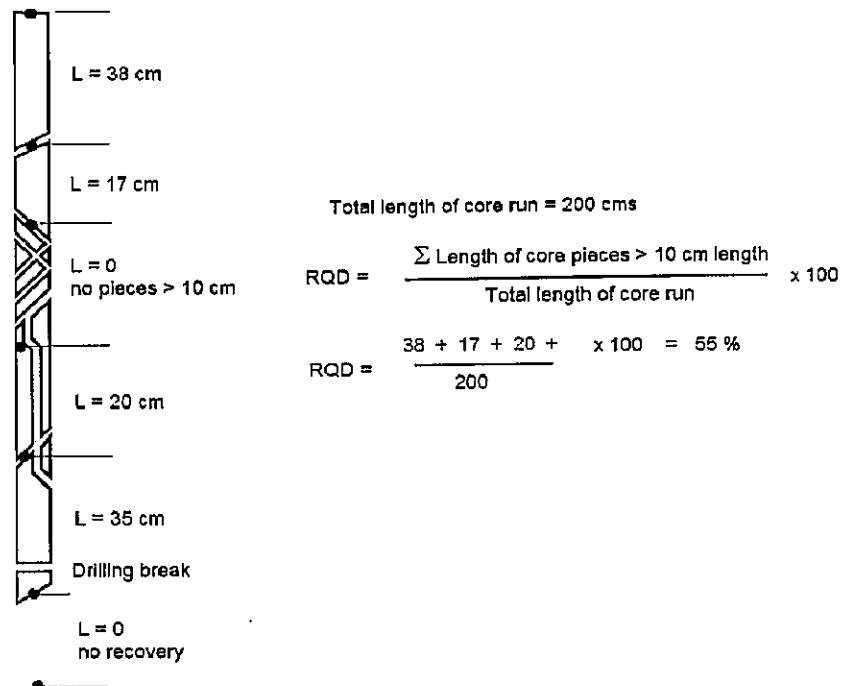 L = 38 cm
L = 17 cm
L = 0
no pieces > 10 cm
L = 20 cm
L = 35 cm
Drilling break
L = 0
no recovery
Total length of core run = 200 cms
RQD = Σ Length of core pieces > 10 cm length x 100
Total length of core run
RQD = 38 + 17 + 20 + x 100 = 55 %
200